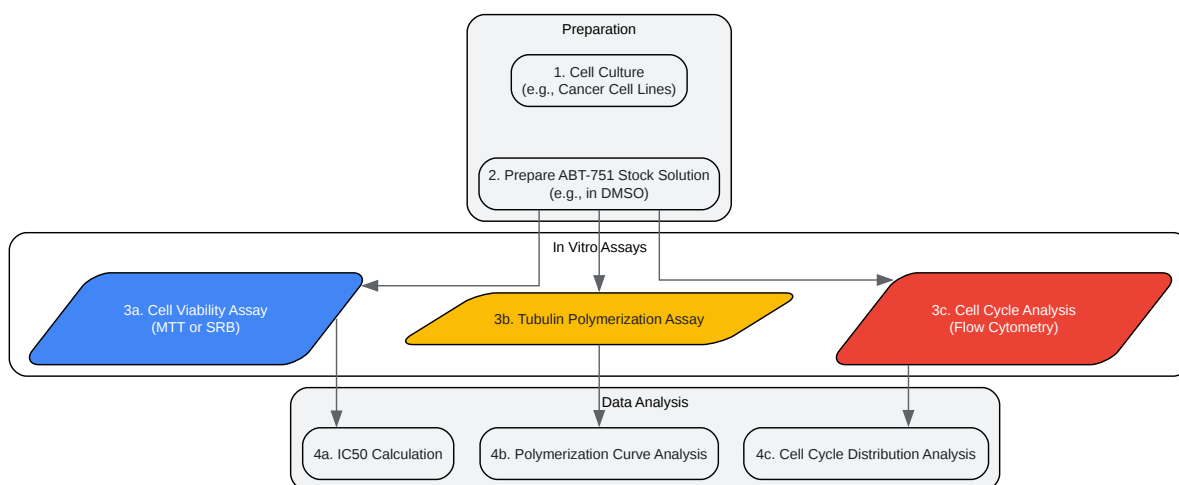 Preparation
1. Cell Culture
(e.g., Cancer Cell Lines)
2. Prepare ABT-751 Stock Solution
(e.g., in DMSO)
In Vitro Assays
3a. Cell Viability Assay
(MTT or SRB)
3b. Tubulin Polymerization Assay
3c. Cell Cycle Analysis
(Flow Cytometry)
Data Analysis
4a. IC50 Calculation
4b. Polymerization Curve Analysis
4c. Cell Cycle Distribution Analysis